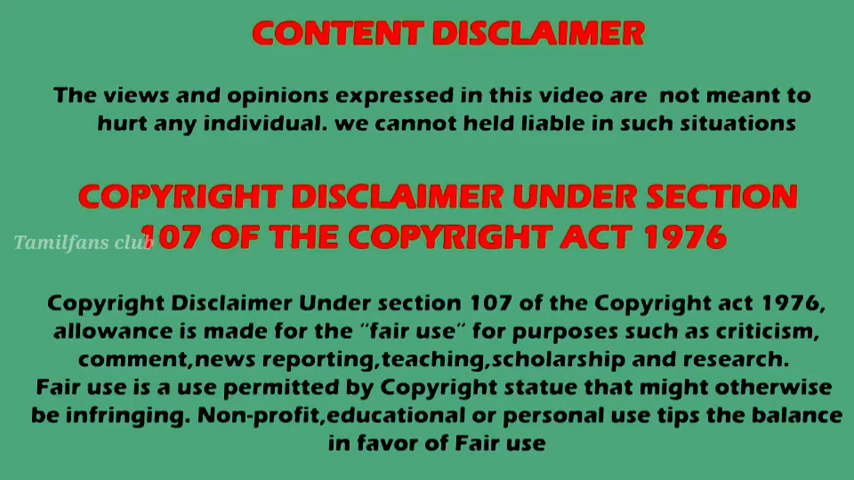 CONTENT DISCLAIMER
The views and opinions expressed in this video are not meant to
hurt any individual. we cannot held liable in such situations
COPYRIGHT DISCLAIMER UNDER SECTION
107 OF THE COPYRIGHT ACT 1976
Tamilfans club
Copyright Disclaimer Under section 107 of the Copyright act 1976,
allowance is made for the "fair use" for purposes such as criticism,
comment,news reporting,teaching,scholarship and research.
Fair use is a use permitted by Copyright statue that might otherwise
be infringing. Non-profit,educational or personal use tips the balance
in favor of Fair use